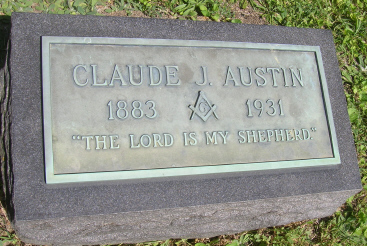 CLAUDE J. AUSTIN
1883 G 1931
"THE LORD IS MY SHEPHERD."